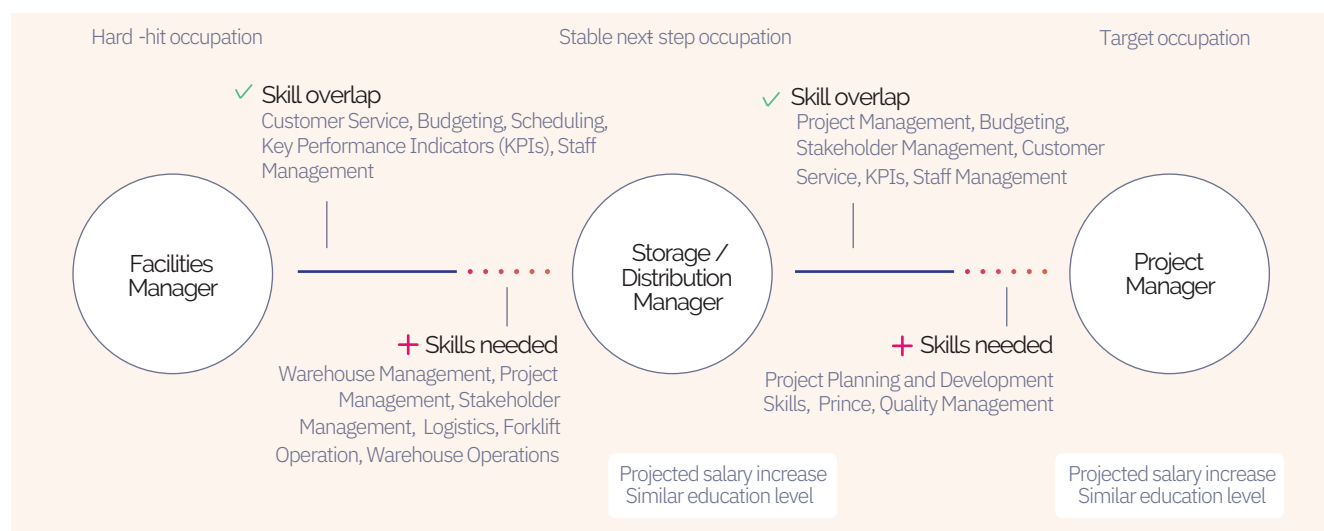 Hard -hit occupation
Stable next step occupation
Target occupation
Skill overlap
Customer Service, Budgeting, Scheduling,
Key Performance Indicators (KPIs), Staff
Management
Skill overlap
Project Management, Budgeting,
Stakeholder Management, Customer
Service, KPIs, Staff Management
Facilities
Manager
Storage /
Distribution
Manager
Project
Manager
Skills needed
Warehouse Management, Project
Management, Stakeholder
Management, Logistics, Forklift
Operation, Warehouse Operations
Skills needed
Project Planning and Development
Skills, Prince, Quality Management
Projected salary increase
Similar education level
Projected salary increase
Similar education level